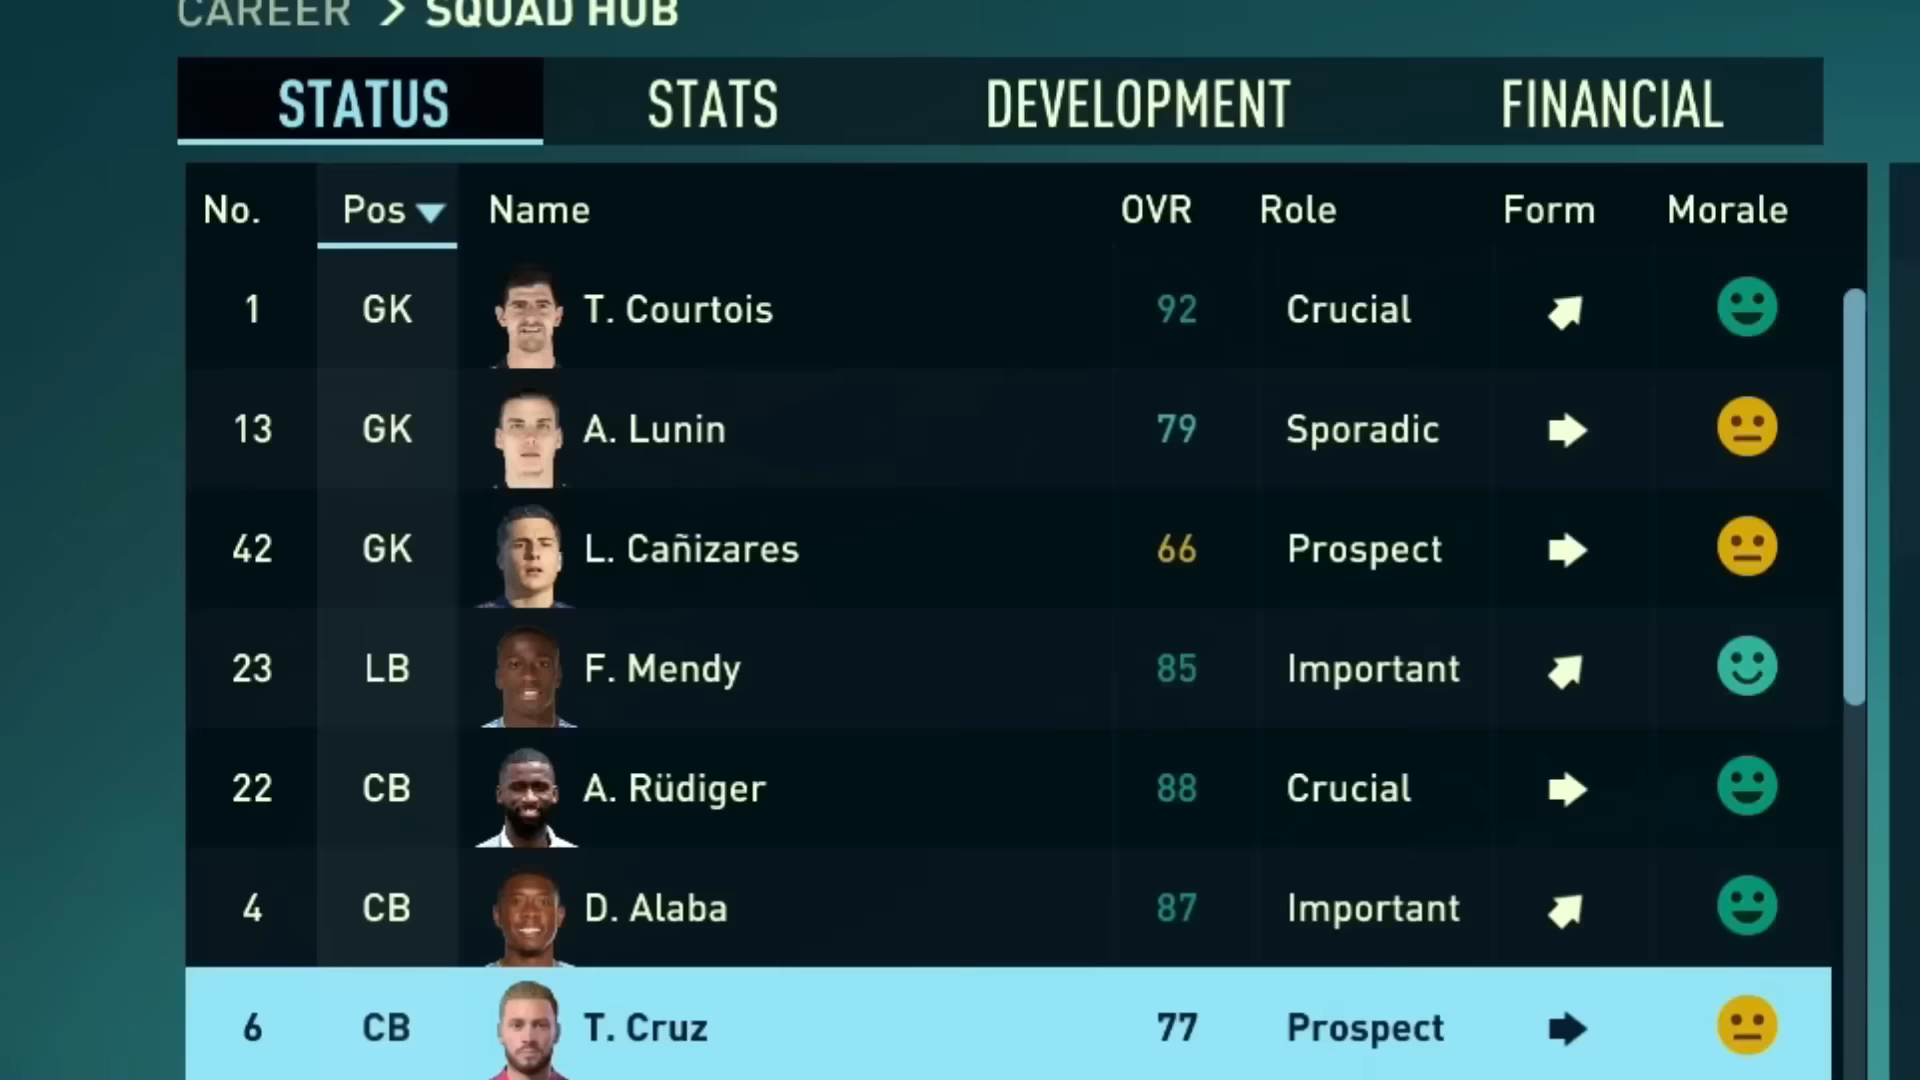 CAREER > SQUAD HUB
STATUS STATS DEVELOPMENT FINANCIAL
No. Pos Name OVR Role Form Morale
1 GK T. Courtois 92 Crucial
13 GK A. Lunin 79 Sporadic
42 GK L. Cañizares 66 Prospect
23 LB F. Mendy 85 Important
22 CB A. Rüdiger 88 Crucial
4 CB D. Alaba 87 Important
6 CB T. Cruz 77 Prospect